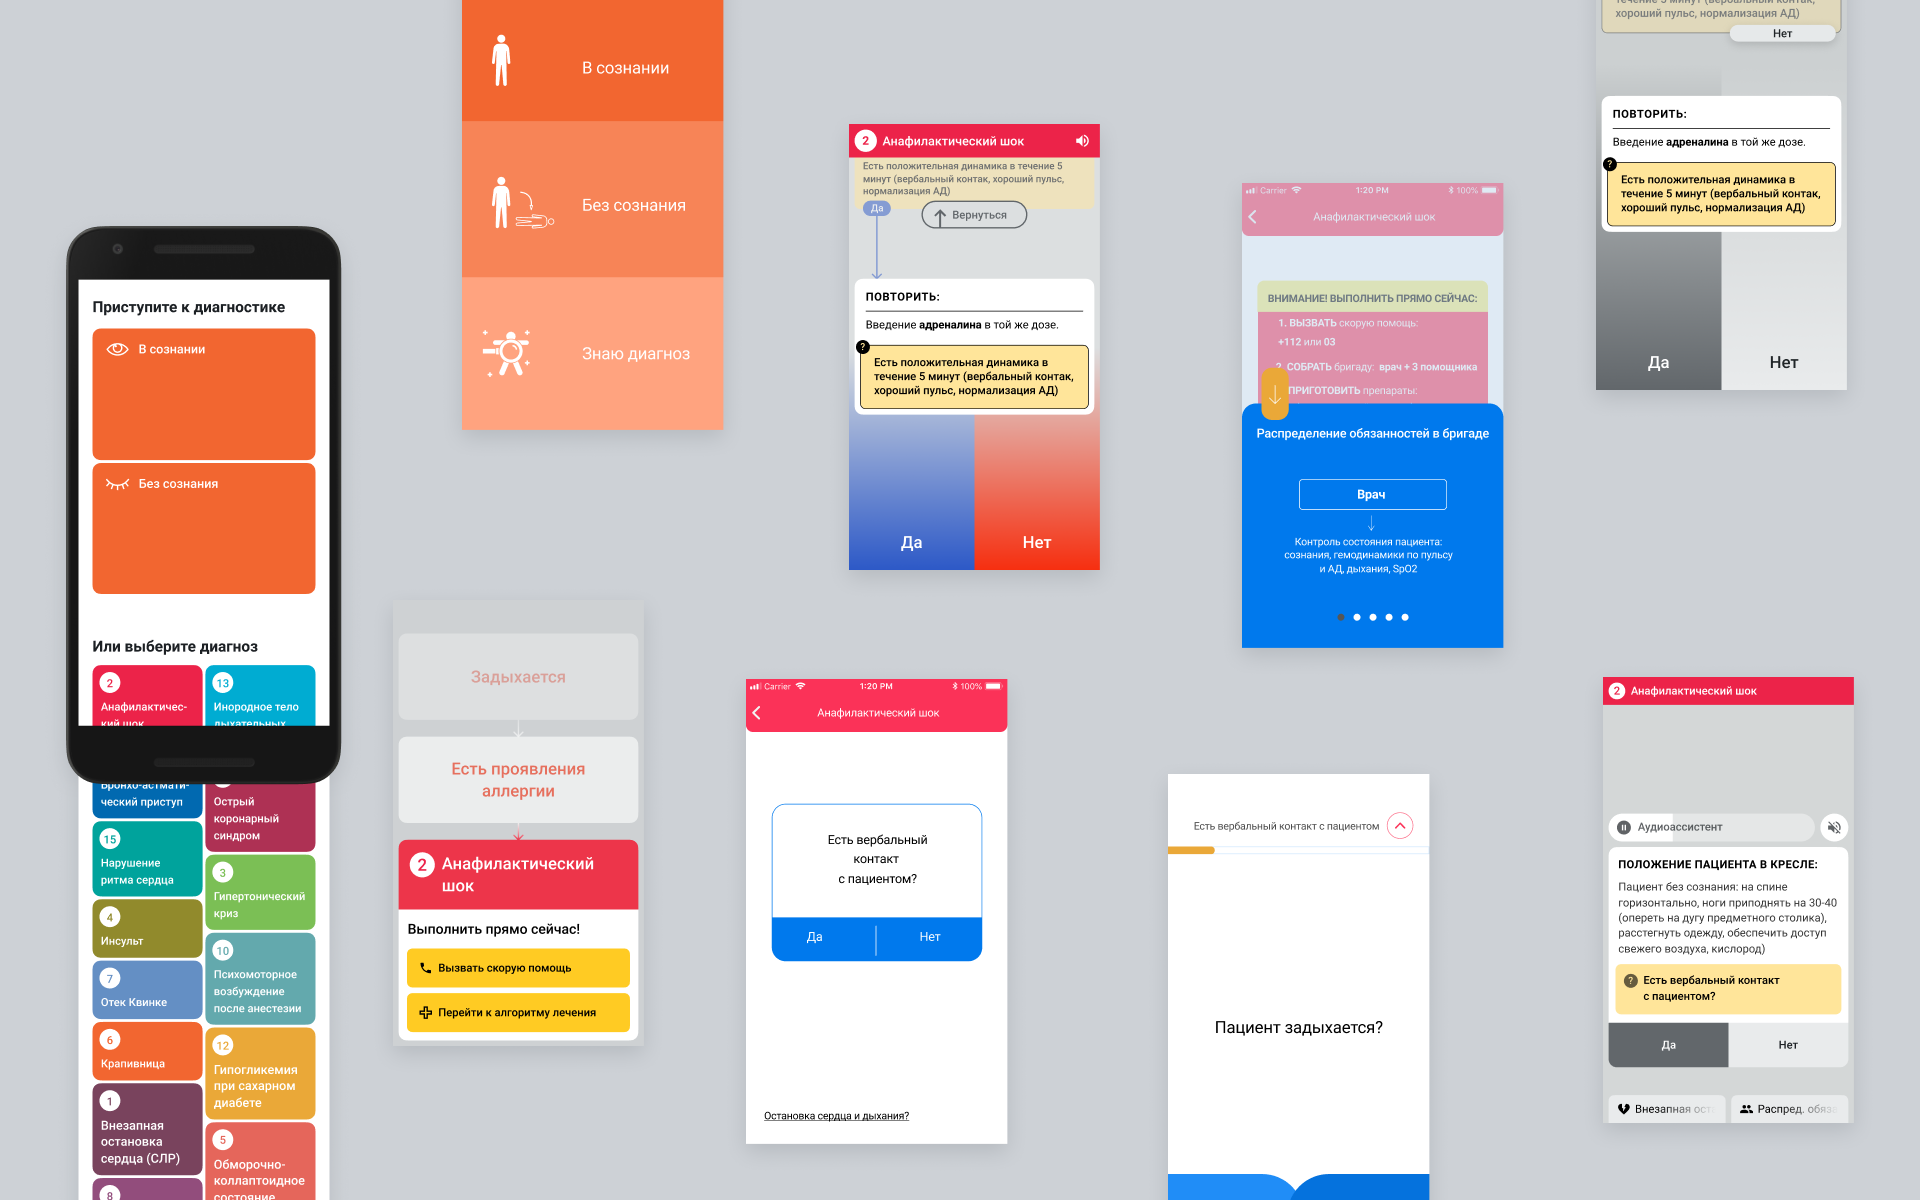 Приступите к диагностике
В сознании
Без сознания
Или выберите диагноз
2
Анафилактичес-
кий шок
13
Инородное тело
дыхательных
Бронхо-астмати-
ческий приступ
15
Нарушение
ритма сердца
4
Инсульт
7
Отек Квинке
6
Крапивница
1
Внезапная
остановка
сердца (СЛР)
8
Острый
коронарный
синдром
3
Гипертонический
криз
10
Психомоторное
возбуждение
после анестезии
12
Гипогликемия
при сахарном
диабете
5
Обморочно-
коллаптоидное
состояние
В сознании
Без сознания
Знаю диагноз
Задыхается
Есть проявления
аллергии
2 Анафилактический
шок
Выполнить прямо сейчас!
Вызвать скорую помощь
Перейти к алгоритму лечения
2 Анафилактический шок
Есть положительная динамика в течение 5
минут (вербальный контак, хороший пульс,
нормализация АД)
Да
Вернуться
ПОВТОРИТЬ:
Введение адреналина в той же дозе.
?
Есть положительная динамика в
течение 5 минут (вербальный контак,
хороший пульс, нормализация АД)
Да
Нет
Carrier 1:20 PM 100%
Анафилактический шок
Есть вербальный
контакт
с пациентом?
Да
Нет
Остановка сердца и дыхания?
Carrier 1:20 PM 100%
Анафилактический шок
ВНИМАНИЕ! ВЫПОЛНИТЬ ПРЯМО СЕЙЧАС:
1. ВЫЗВАТЬ скорую помощь:
+112 или 03
2. СОБРАТЬ бригаду: врач + 3 помощника
ПРИГОТОВИТЬ препараты:
Распределение обязанностей в бригаде
Врач
Контроль состояния пациента:
сознания, гемодинамики по пульсу
и АД, дыхания, SpO2
Есть вербальный контакт с пациентом
Пациент задыхается?
течение 5 минут (вербальный контак,
хороший пульс, нормализация АД)
Нет
ПОВТОРИТЬ:
Введение адреналина в той же дозе.
?
Есть положительная динамика в
течение 5 минут (вербальный контак,
хороший пульс, нормализация АД)
Да
Нет
2 Анафилактический шок
Аудиоассистент
ПОЛОЖЕНИЕ ПАЦИЕНТА В КРЕСЛЕ:
Пациент без сознания: на спине
горизонтально, ноги приподнять на 30-40
(опереть на дугу предметного столика),
расстегнуть одежду, обеспечить доступ
свежего воздуха, кислород)
?
Есть вербальный контакт
с пациентом?
Да
Нет
Внезапная ост
Распред. обяза